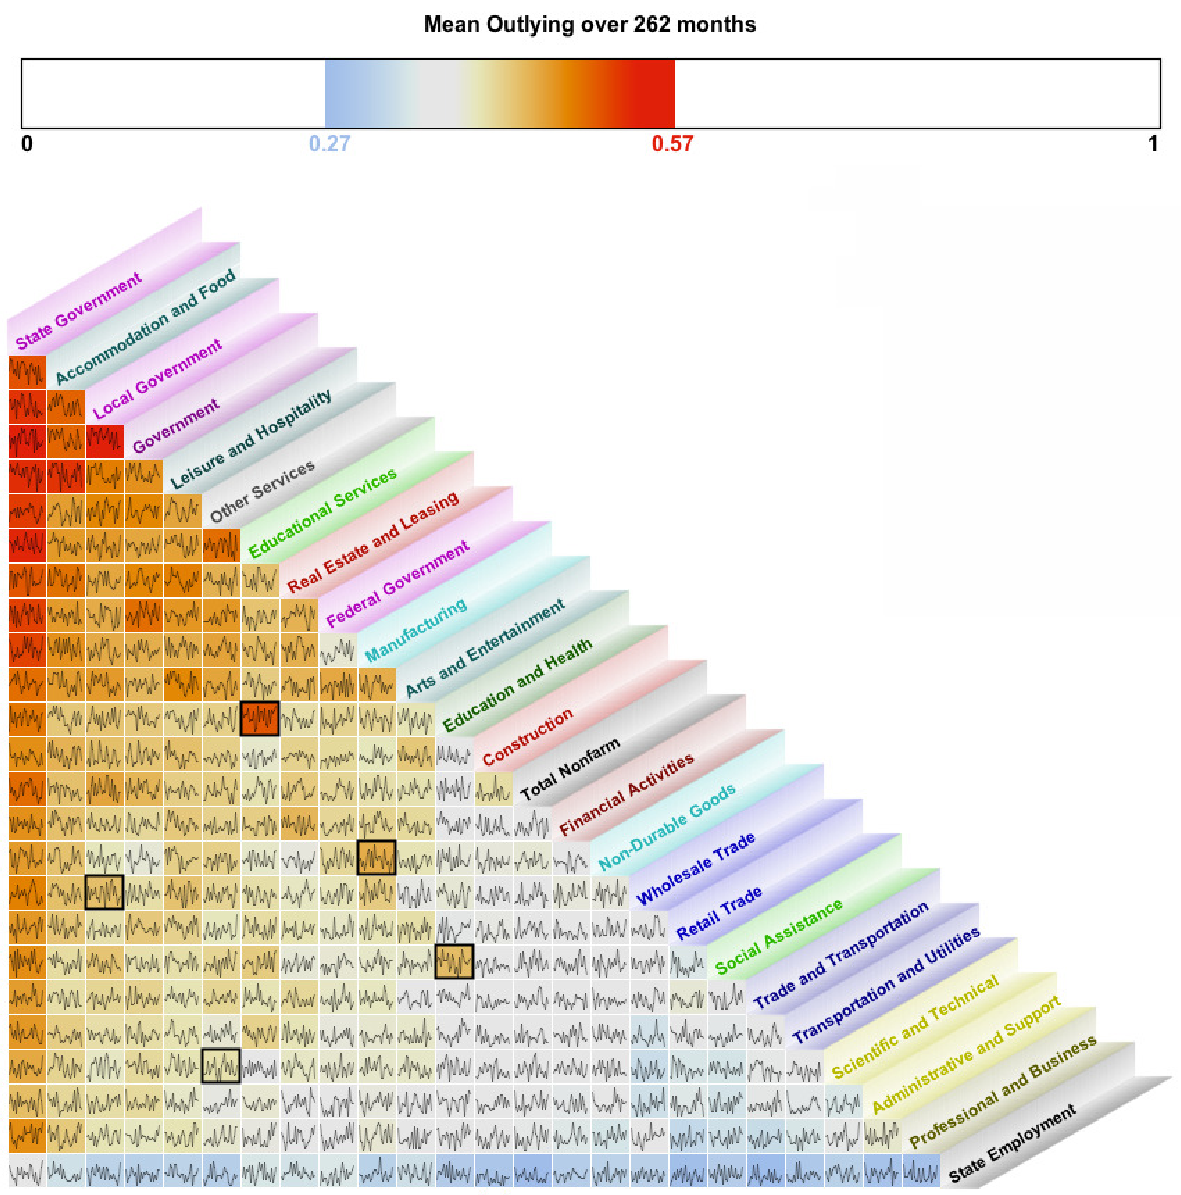 Mean Outlying over 262 months
0 0.27 0.57 1
State Government
Accommodation and Food
Local Government
Government
Leisure and Hospitality
Other Services
Educational Services
Real Estate and Leasing
Federal Government
Manufacturing
Arts and Entertainment
Education and Health
Construction
Total Nonfarm
Financial Activities
Non-Durable Goods
Wholesale Trade
Retail Trade
Social Assistance
Trade and Transportation
Transportation and Utilities
Scientific and Technical
Administrative and Support
Professional and Business
State Employment